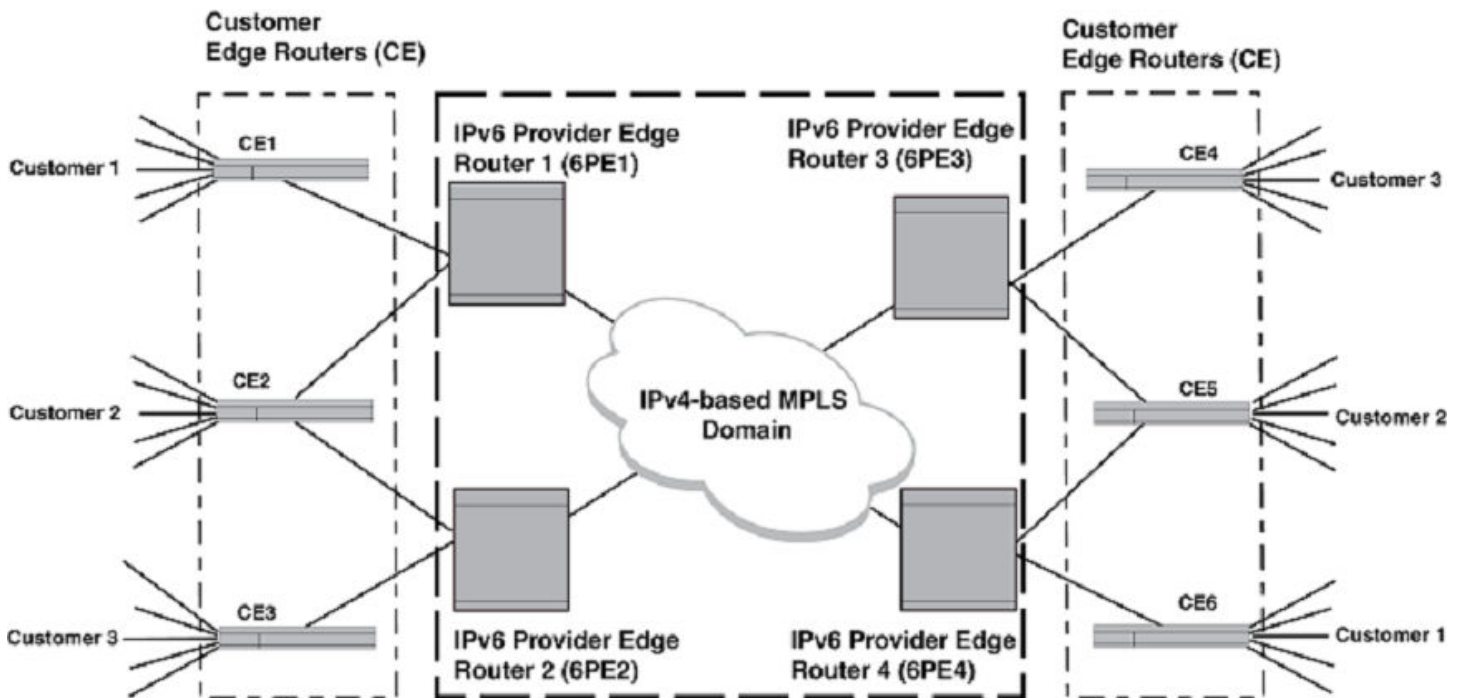 Customer
Edge Routers (CE)
Customer
Edge Routers (CE)
IPv6 Provider Edge
Router 1 (6PE1)
IPv6 Provider Edge
Router 3 (6PE3)
CE1
Customer 1
CE4
Customer 3
CE2
Customer 2
IPv4-based MPLS
Domain
CE5
Customer 2
CE3
Customer 3
IPv6 Provider Edge
Router 2 (6PE2)
IPv6 Provider Edge
Router 4 (6PE4)
CE6
Customer 1